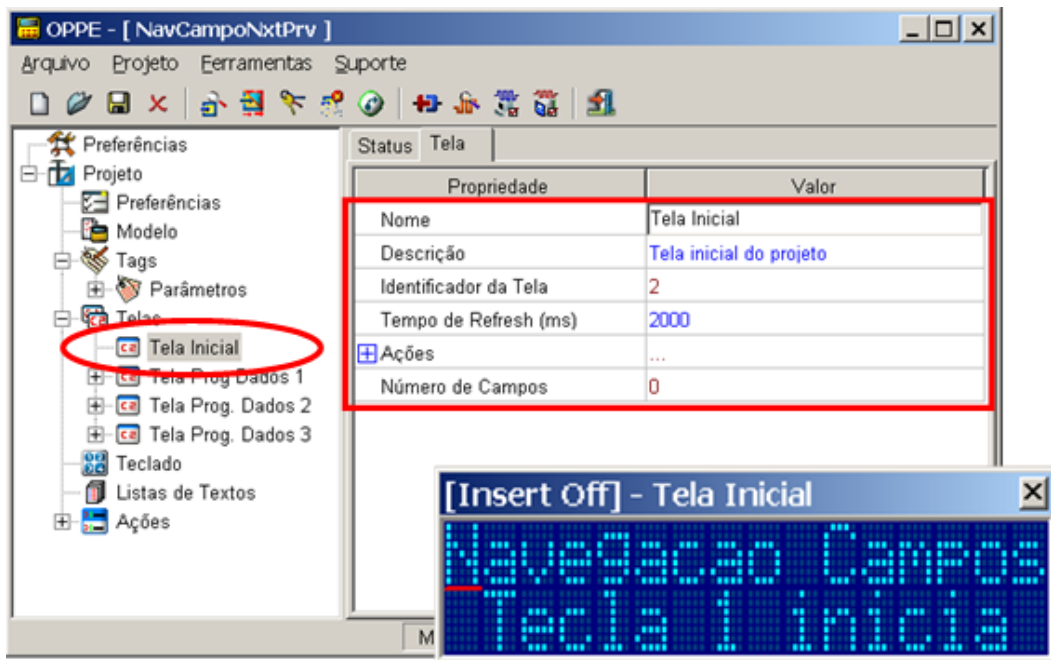 OPPE - [ NavCampoNxtPrv ]
Arquivo Projeto Ferramentas Suporte
Preferências
Projeto
Preferências
Modelo
Tags
Parâmetros
Telas
Tela Inicial
Tela Prog Dados 1
Tela Prog. Dados 2
Tela Prog. Dados 3
Teclado
Listas de Textos
Ações
Status Tela
Propriedade Valor
Nome Tela Inicial
Descrição Tela inicial do projeto
Identificador da Tela 2
Tempo de Refresh (ms) 2000
Ações ...
Número de Campos 0
M
[Insert Off] - Tela Inicial
Navegacao Campos
Tecla 1 inicia